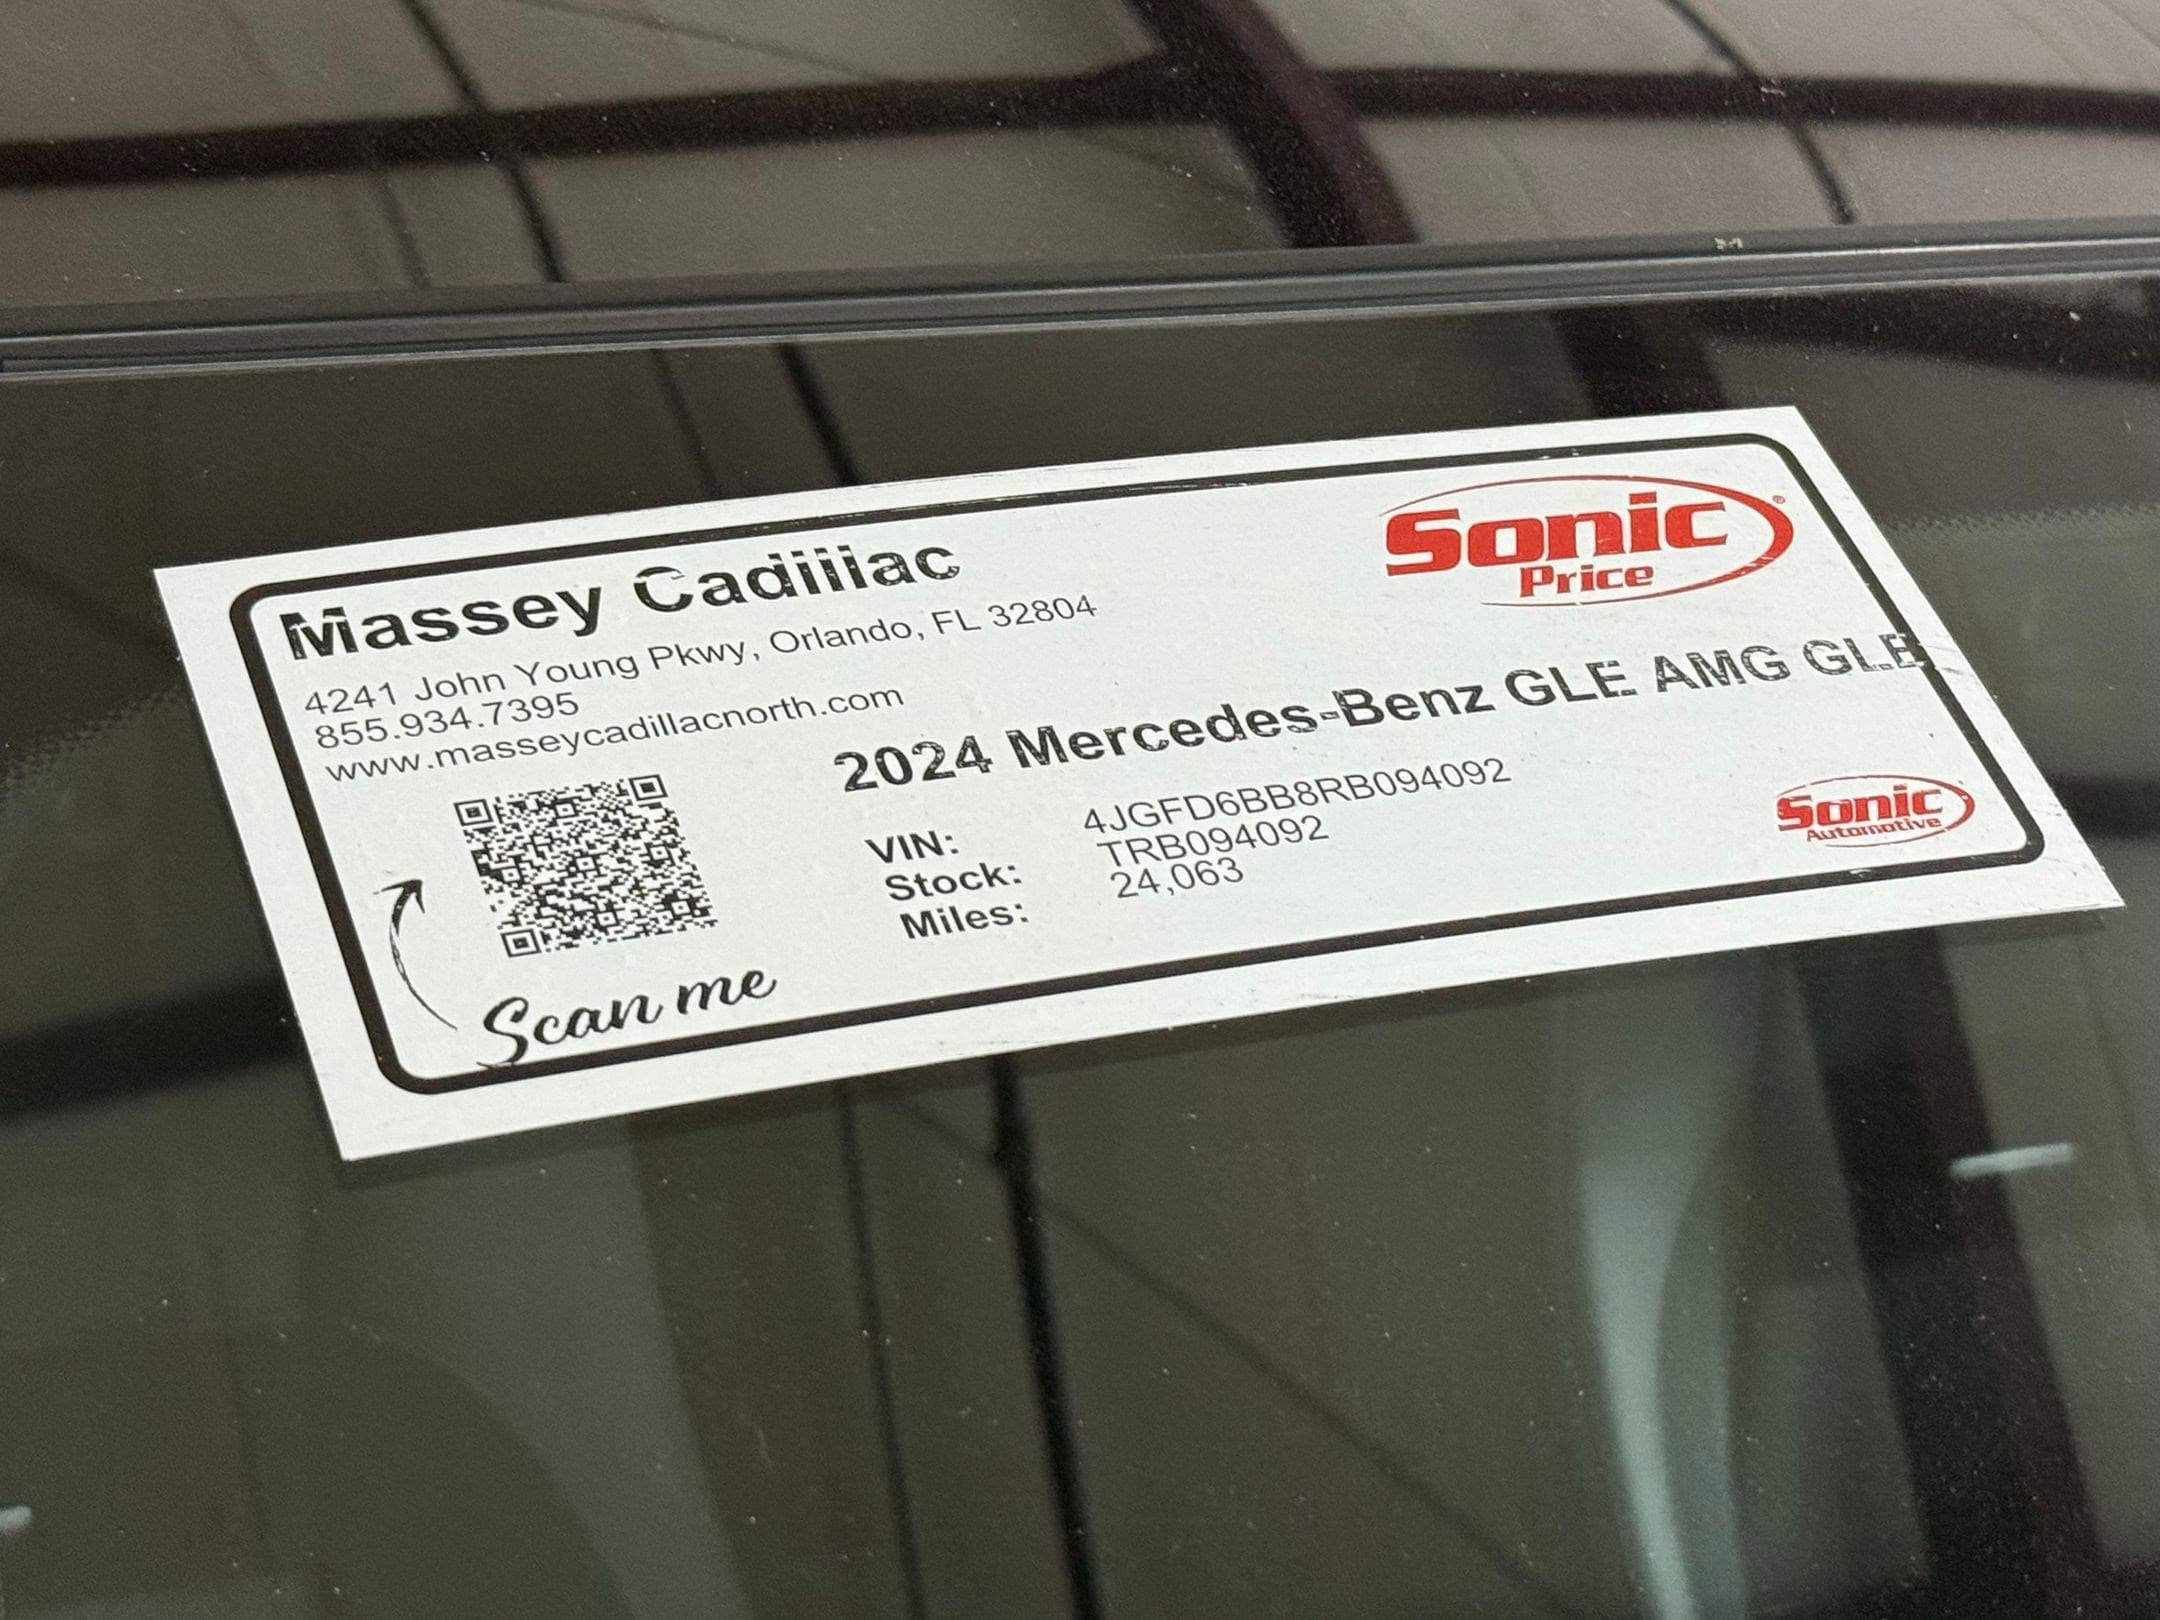 Massey Cadillac
4241 John Young Pkwy, Orlando, FL 32804
855.934.7395
www.masseycadillacnorth.com
Sonic®
Price
2024 Mercedes-Benz GLE AMG GLE
VIN: 4JGFD6BB8RB094092
Stock: TRB094092
Miles: 24,063
Scan me
Sonic
Automotive